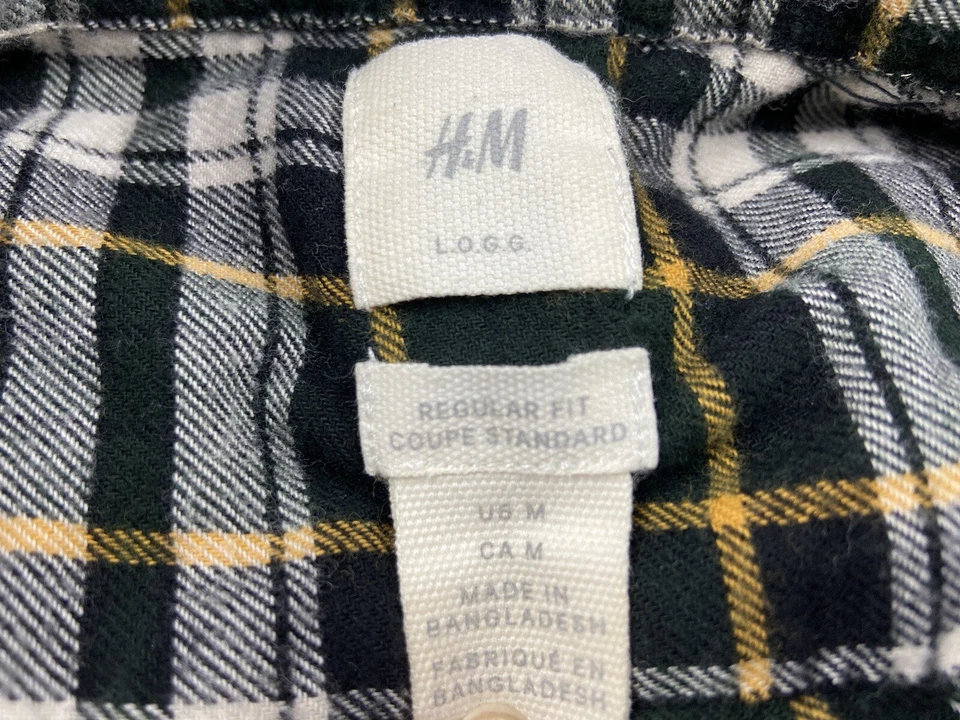 H&M
L.O.G.G.
REGULAR FIT
COUPE STANDARD
US M
CA M
MADE IN
BANGLADESH
FABRIQUÉ EN
BANGLADESH